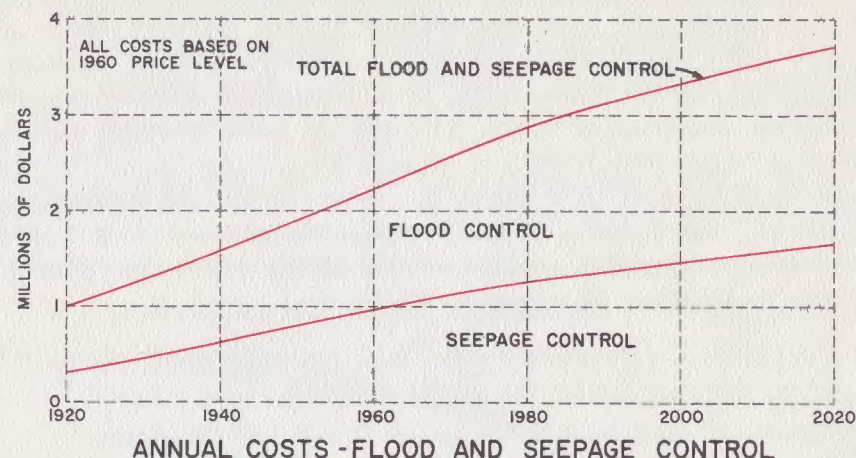 4
ALL COSTS BASED ON
1960 PRICE LEVEL
TOTAL FLOOD AND SEEPAGE CONTROL
3
MILLIONS OF DOLLARS
2
FLOOD CONTROL
1
SEEPAGE CONTROL
0
1920 1940 1960 1980 2000 2020
ANNUAL COSTS - FLOOD AND SEEPAGE CONTROL